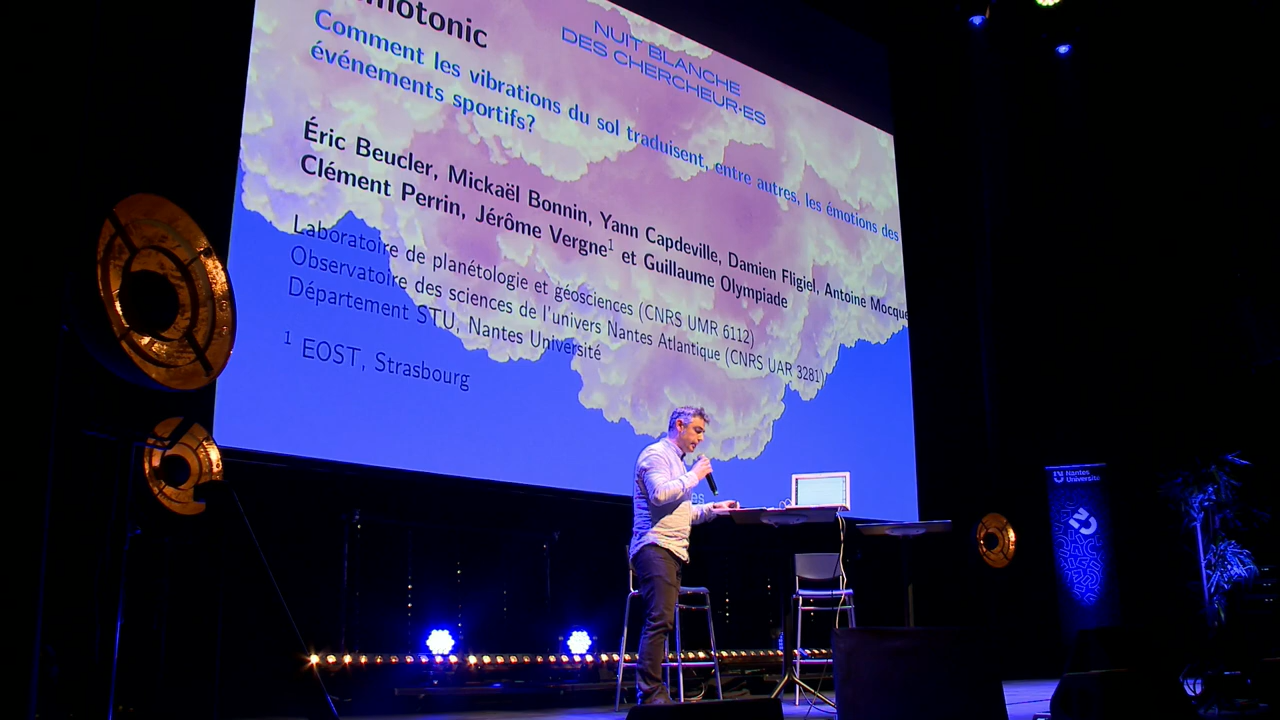 NUIT BLANCHE
DES CHERCHEUR·ES
Comment les vibrations du sol traduisent, entre autres, les émotions des
événements sportifs?
Éric Beucler, Mickaël Bonnin, Yann Capdeville, Damien Fligiel, Antoine Mocque
Clément Perrin, Jérôme Vergne¹ et Guillaume Olympiade
Laboratoire de planétologie et géosciences (CNRS UMR 6112)
Observatoire des sciences de l'univers Nantes Atlantique (CNRS UAR 3281)
Département STU, Nantes Université
¹ EOST, Strasbourg
Nantes
Université